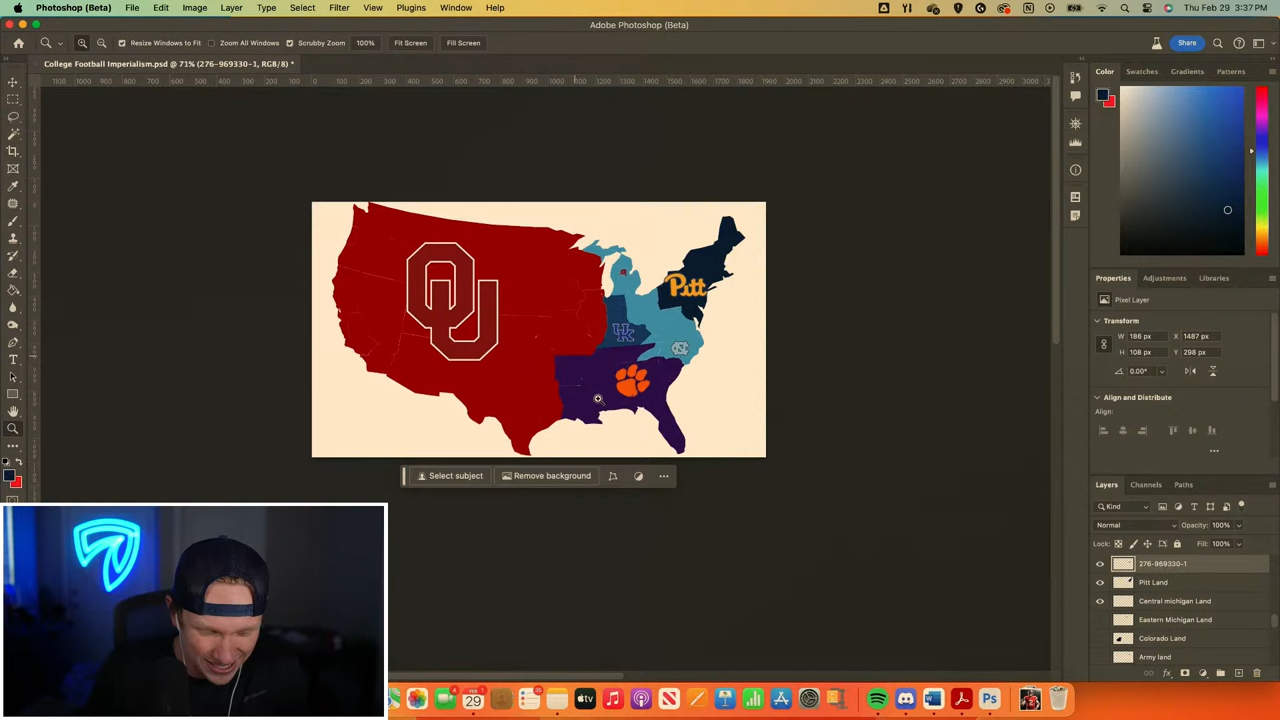 Photoshop (Beta) File Edit Image Layer Type Select Filter View Plugins Window Help Thu Feb 29 3:37 PM
Adobe Photoshop (Beta)
Resize Windows to Fit Zoom All Windows Scrubby Zoom 100% Fit Screen Fill Screen Share
College Football Imperialism.psd @ 71% (276-969330-1, RGB/8) *
Color Swatches Gradients Patterns
Properties Adjustments Libraries
Pixel Layer
Transform
W 186 px X 1487 px
H 108 px Y 298 px
0.00°
Align and Distribute
Align:
OU
Pitt
UK
NC
Select subject Remove background
Layers Channels Paths
Kind
Normal Opacity: 100%
Lock: Fill: 100%
276-969330-1
Pitt Land
Central michigan Land
Eastern Michigan Land
Colorado Land
Army land